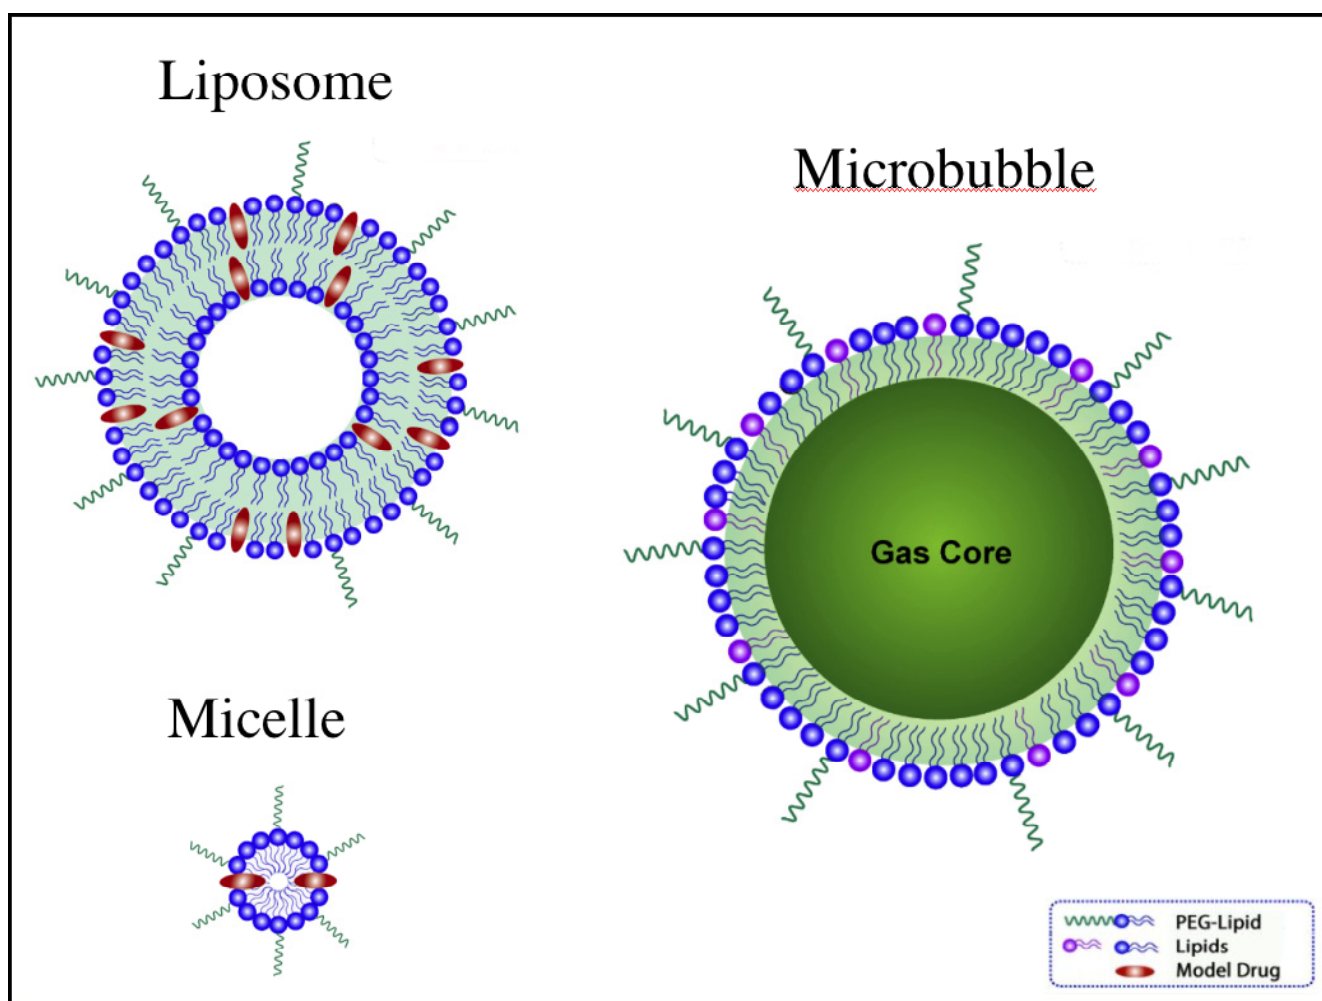 Liposome
Microbubble
Gas Core
Micelle
PEG-Lipid
Lipids
Model Drug